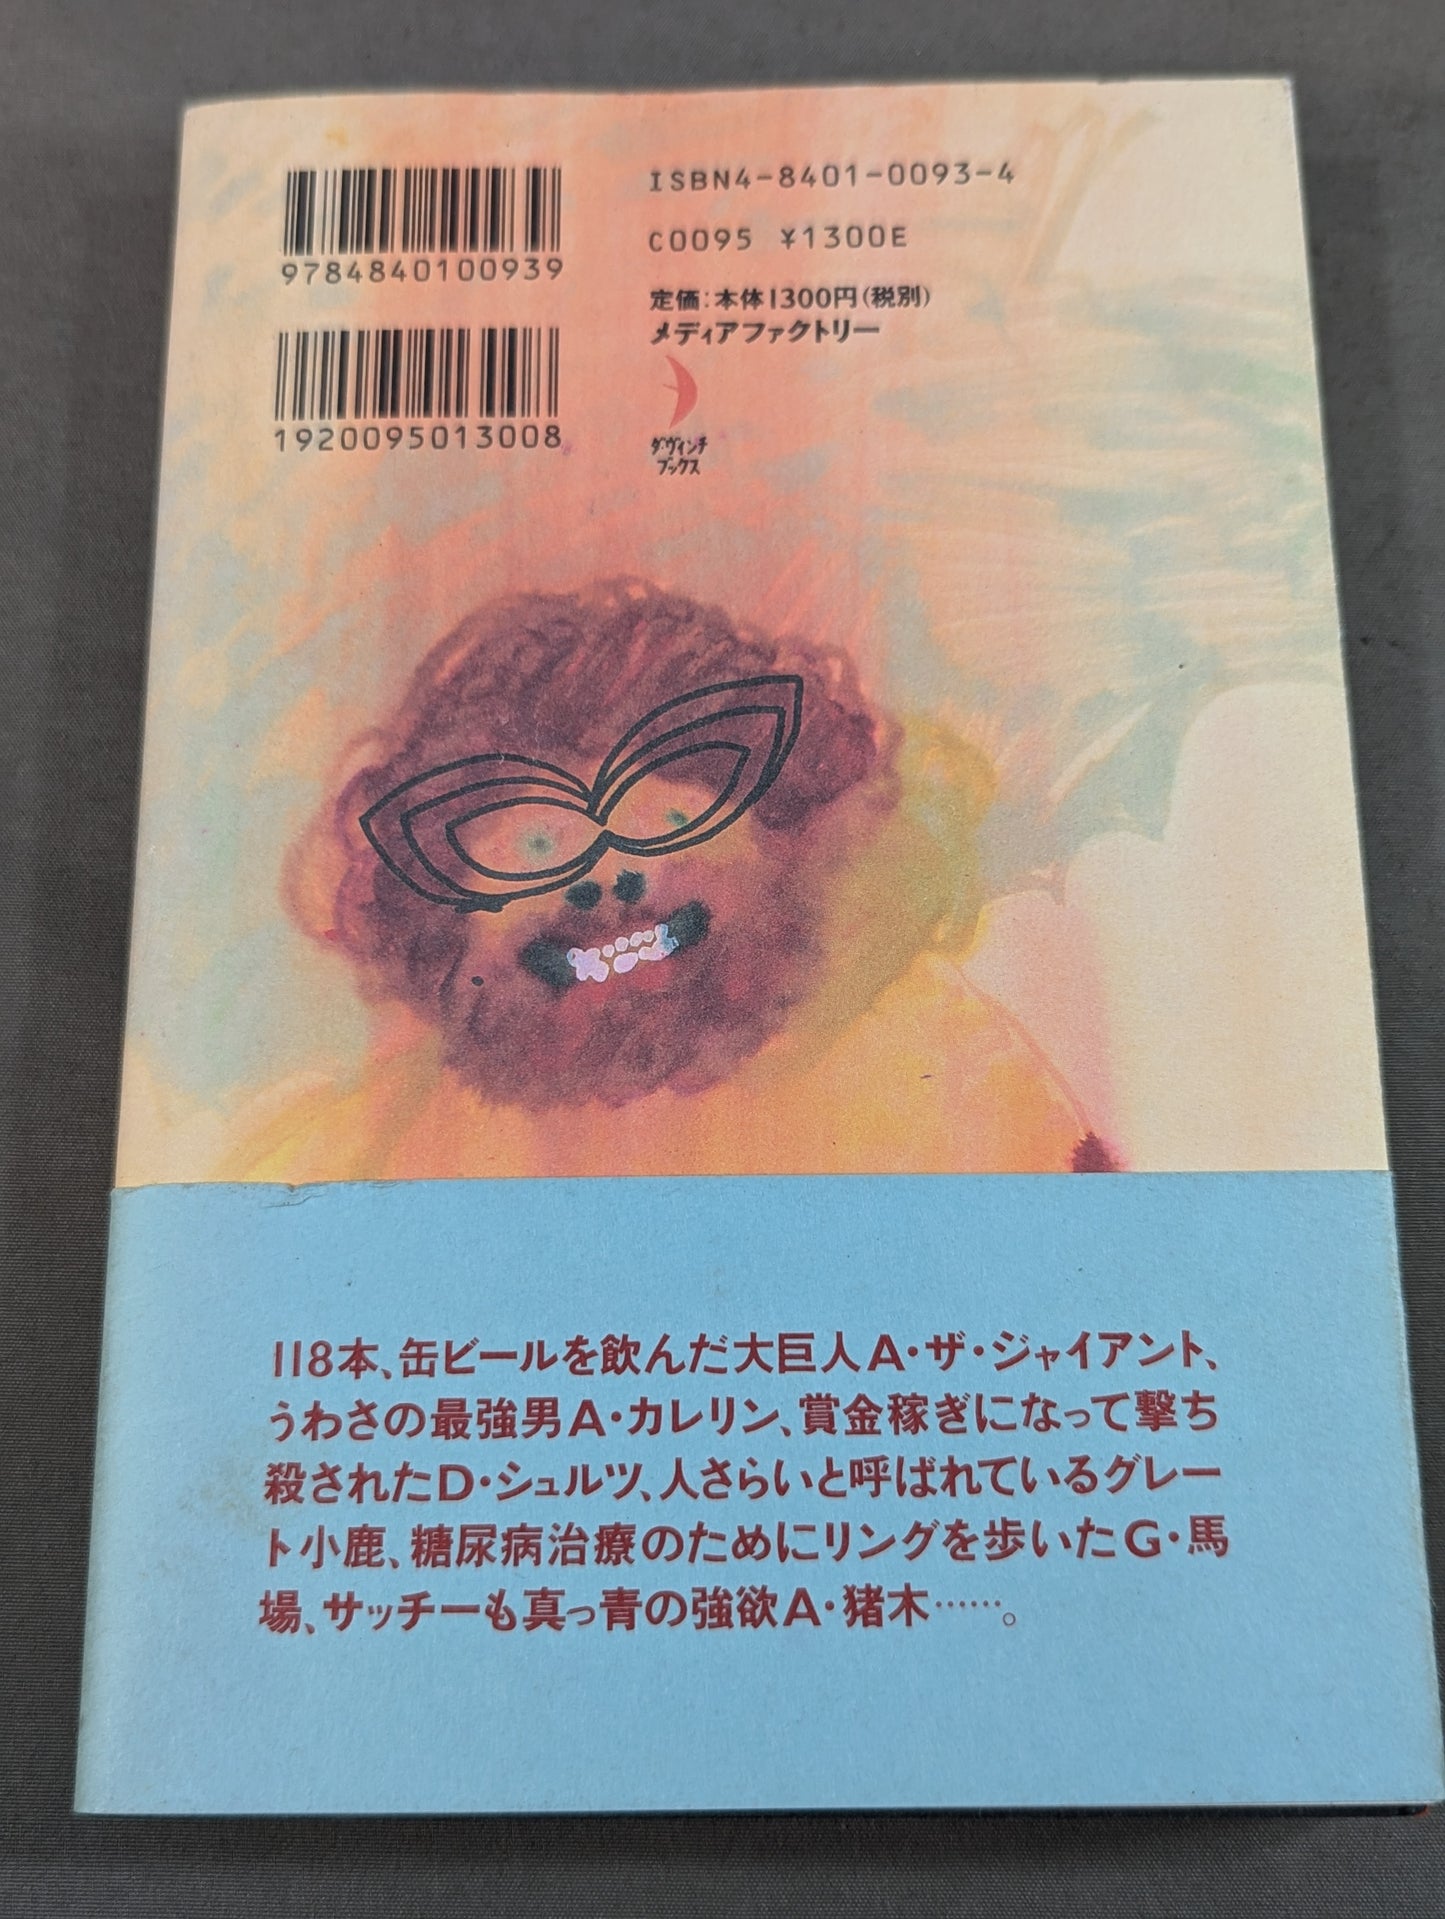 9784840100939
1920095013008
ISBN4-8401-0093-4
C0095 ¥1300E
定価:本体1300円(税別)
メディアファクトリー
ダ・ヴィンチ
ブックス
118本、缶ビールを飲んだ大巨人A・ザ・ジャイアント、
うわさの最強男A・カレリン、賞金稼ぎになって撃ち
殺されたD・シュルツ、人さらいと呼ばれているグレー
ト小鹿、糖尿病治療のためにリングを歩いたG・馬
場、サッチーも真っ青の強欲A・猪木……。